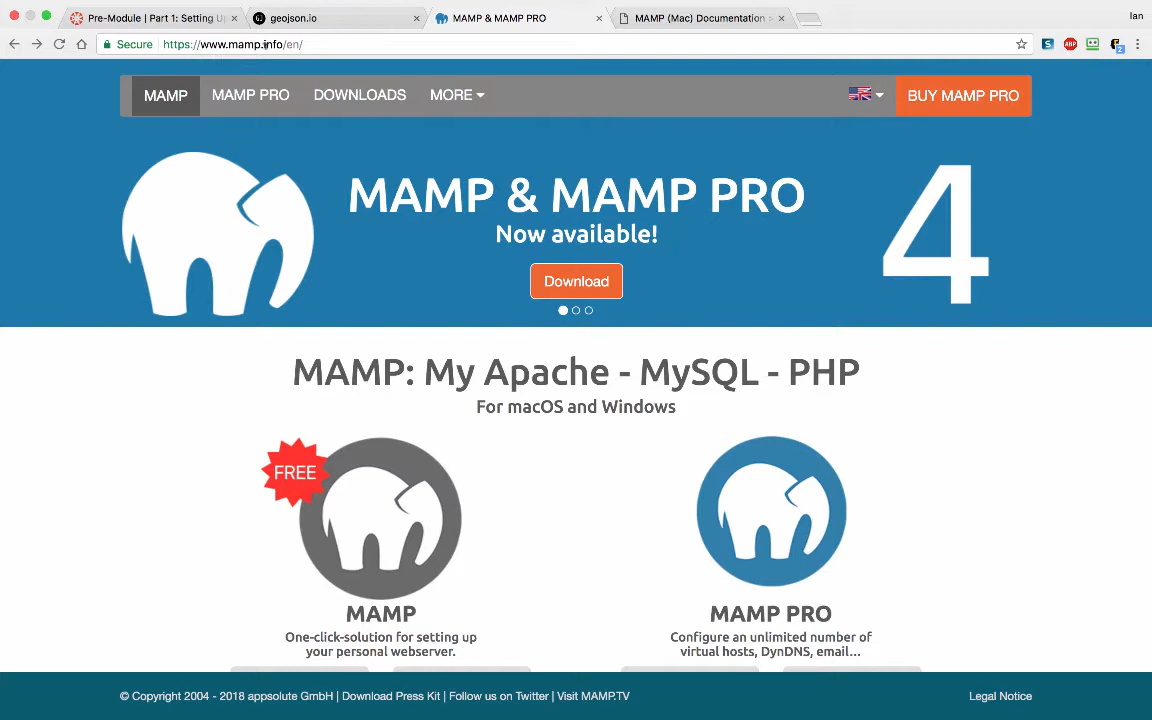 Pre-Module | Part 1: Setting U
geojson.io
MAMP & MAMP PRO
MAMP (Mac) Documentation
Ian
Secure
https://www.mamp.info/en/
MAMP
MAMP PRO
DOWNLOADS
MORE
BUY MAMP PRO
MAMP & MAMP PRO
Now available!
4
Download
MAMP: My Apache - MySQL - PHP
For macOS and Windows
FREE
MAMP
One-click-solution for setting up
your personal webserver.
MAMP PRO
Configure an unlimited number of
virtual hosts, DynDNS, email...
© Copyright 2004 - 2018 appsolute GmbH | Download Press Kit | Follow us on Twitter | Visit MAMP.TV
Legal Notice